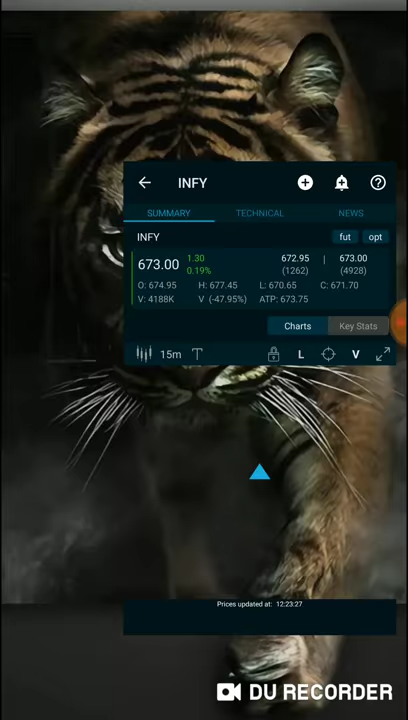 INFY
SUMMARY TECHNICAL NEWS
INFY fut opt
673.00 1.30 0.19% 672.95 (1262) | 673.00 (4928)
O: 674.95 H: 677.45 L: 670.65 C: 671.70
V: 4188K V (-47.95%) ATP: 673.75
Charts Key Stats
15m T L V
Prices updated at: 12:23:27
DU RECORDER